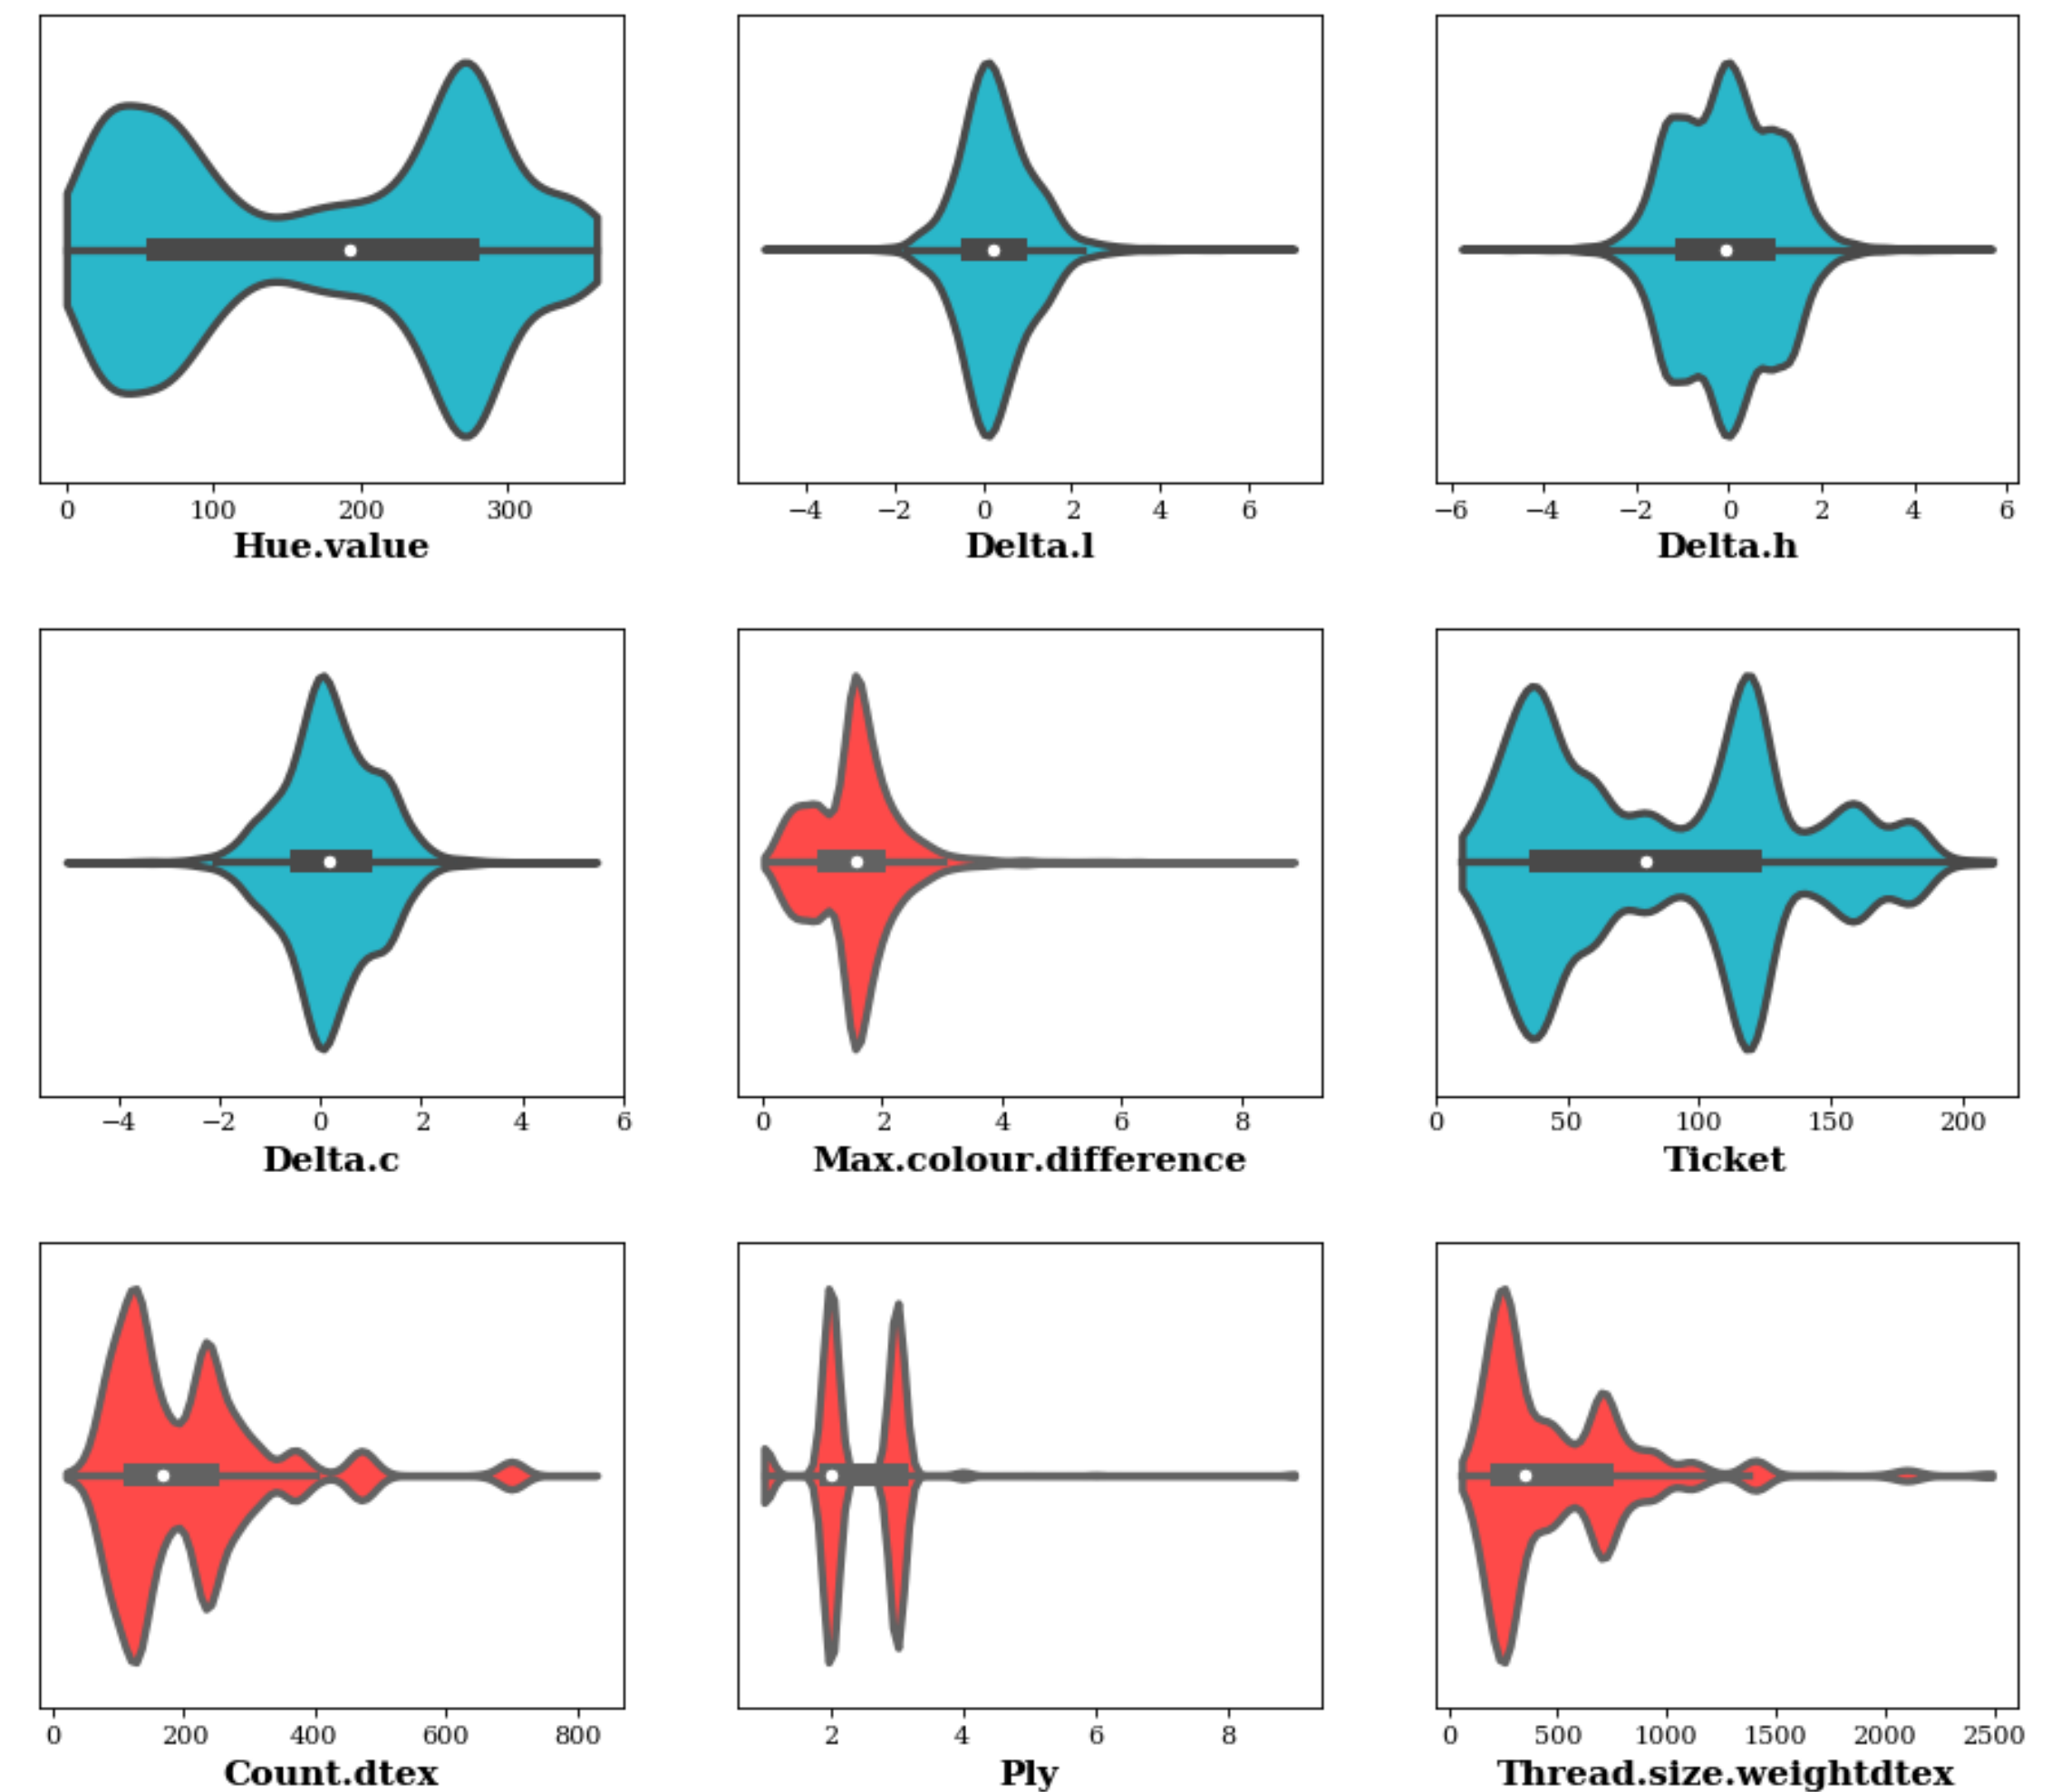 0 100 200 300
Hue.value
−4 −2 0 2 4 6
Delta.l
−6 −4 −2 0 2 4 6
Delta.h
−4 −2 0 2 4 6
Delta.c
0 2 4 6 8
Max.colour.difference
0 50 100 150 200
Ticket
0 200 400 600 800
Count.dtex
2 4 6 8
Ply
0 500 1000 1500 2000 2500
Thread.size.weightdtex